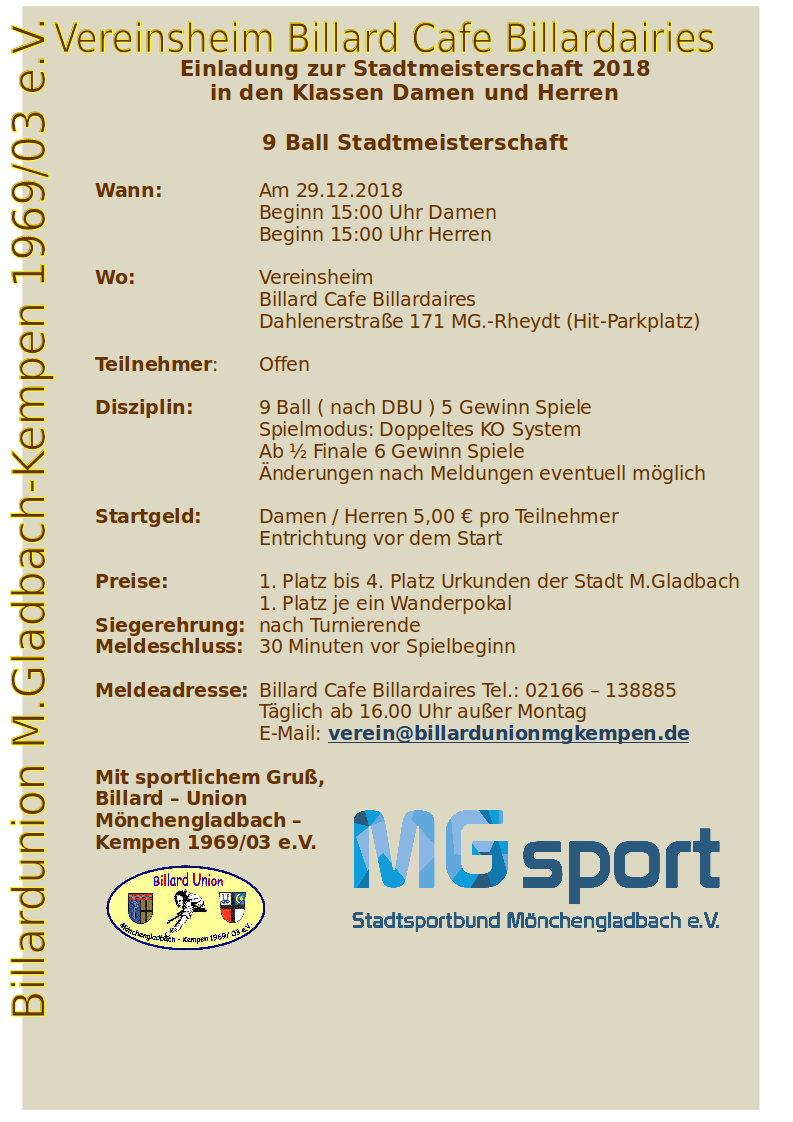 Vereinsheim Billard Cafe Billardairies
Billardunion M.Gladbach-Kempen 1969/03 e.V.
Einladung zur Stadtmeisterschaft 2018
in den Klassen Damen und Herren
9 Ball Stadtmeisterschaft
Wann: Am 29.12.2018
Beginn 15:00 Uhr Damen
Beginn 15:00 Uhr Herren
Wo: Vereinsheim
Billard Cafe Billardaires
Dahlenerstraße 171 MG.-Rheydt (Hit-Parkplatz)
Teilnehmer: Offen
Disziplin: 9 Ball ( nach DBU ) 5 Gewinn Spiele
Spielmodus: Doppeltes KO System
Ab ½ Finale 6 Gewinn Spiele
Änderungen nach Meldungen eventuell möglich
Startgeld: Damen / Herren 5,00 € pro Teilnehmer
Entrichtung vor dem Start
Preise: 1. Platz bis 4. Platz Urkunden der Stadt M.Gladbach
1. Platz je ein Wanderpokal
Siegerehrung: nach Turnierende
Meldeschluss: 30 Minuten vor Spielbeginn
Meldeadresse: Billard Cafe Billardaires Tel.: 02166 – 138885
Täglich ab 16.00 Uhr außer Montag
E-Mail: verein@billardunionmgkempen.de
Mit sportlichem Gruß,
Billard – Union
Mönchengladbach –
Kempen 1969/03 e.V.
Billard Union
Mönchengladbach - Kempen 1969/ 03 e.V.
MG sport
Stadtsportbund Mönchengladbach e.V.